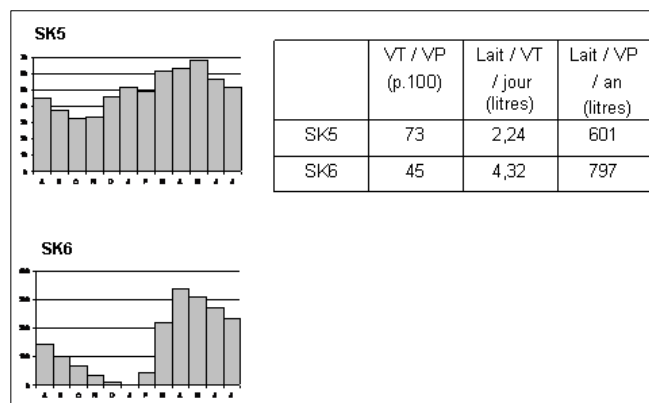 SK5
VT / VP
(p.100)
Lait / VT
/ jour
(litres)
Lait / VP
/ an
(litres)
SK5 73 2,24 601
SK6 45 4,32 797
A S O N D J F M A M J J
SK6
A S O N D J F M A M J J